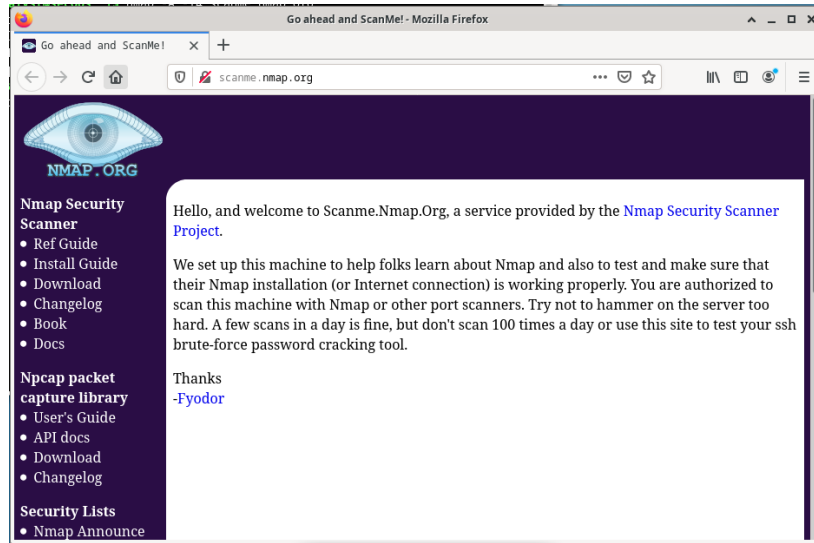 Go ahead and ScanMe! - Mozilla Firefox
Go ahead and ScanMe!
scanme.nmap.org
NMAP.ORG
Nmap Security
Scanner
Ref Guide
Install Guide
Download
Changelog
Book
Docs
Npcap packet
capture library
User's Guide
API docs
Download
Changelog
Security Lists
Nmap Announce
Hello, and welcome to Scanme.Nmap.Org, a service provided by the Nmap Security Scanner
Project.
We set up this machine to help folks learn about Nmap and also to test and make sure that
their Nmap installation (or Internet connection) is working properly. You are authorized to
scan this machine with Nmap or other port scanners. Try not to hammer on the server too
hard. A few scans in a day is fine, but don't scan 100 times a day or use this site to test your ssh
brute-force password cracking tool.
Thanks
-Fyodor